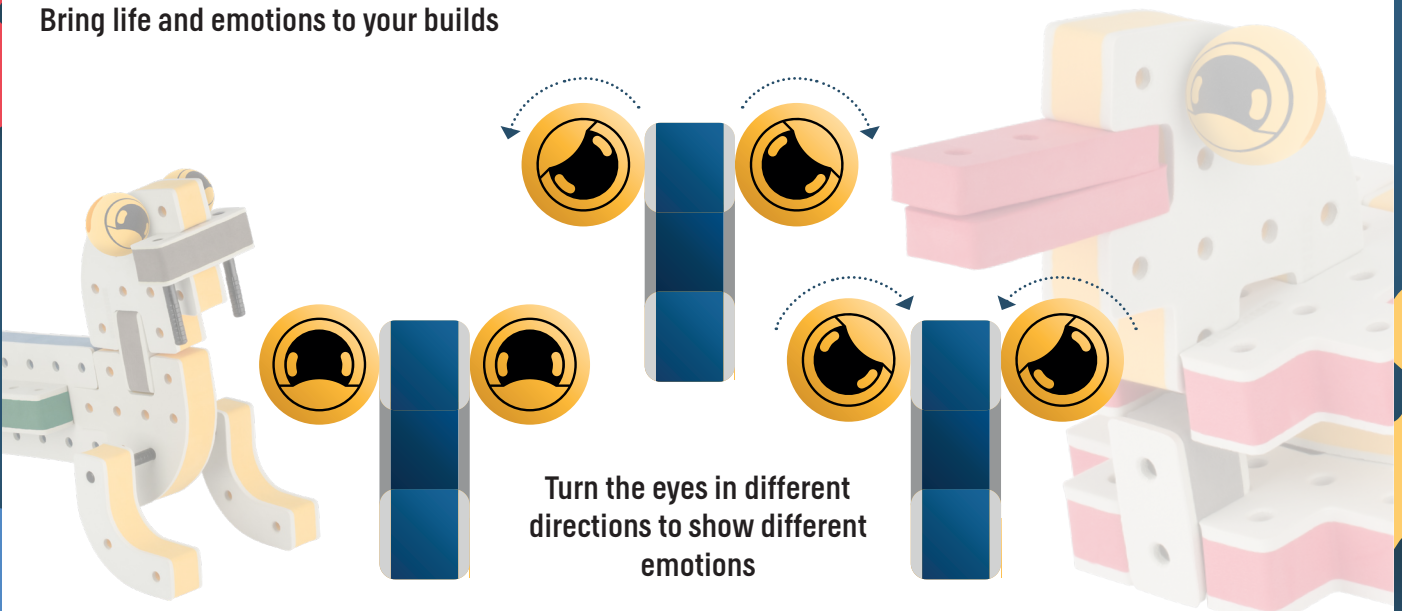 Bring life and emotions to your builds
Turn the eyes in different
directions to show different
emotions